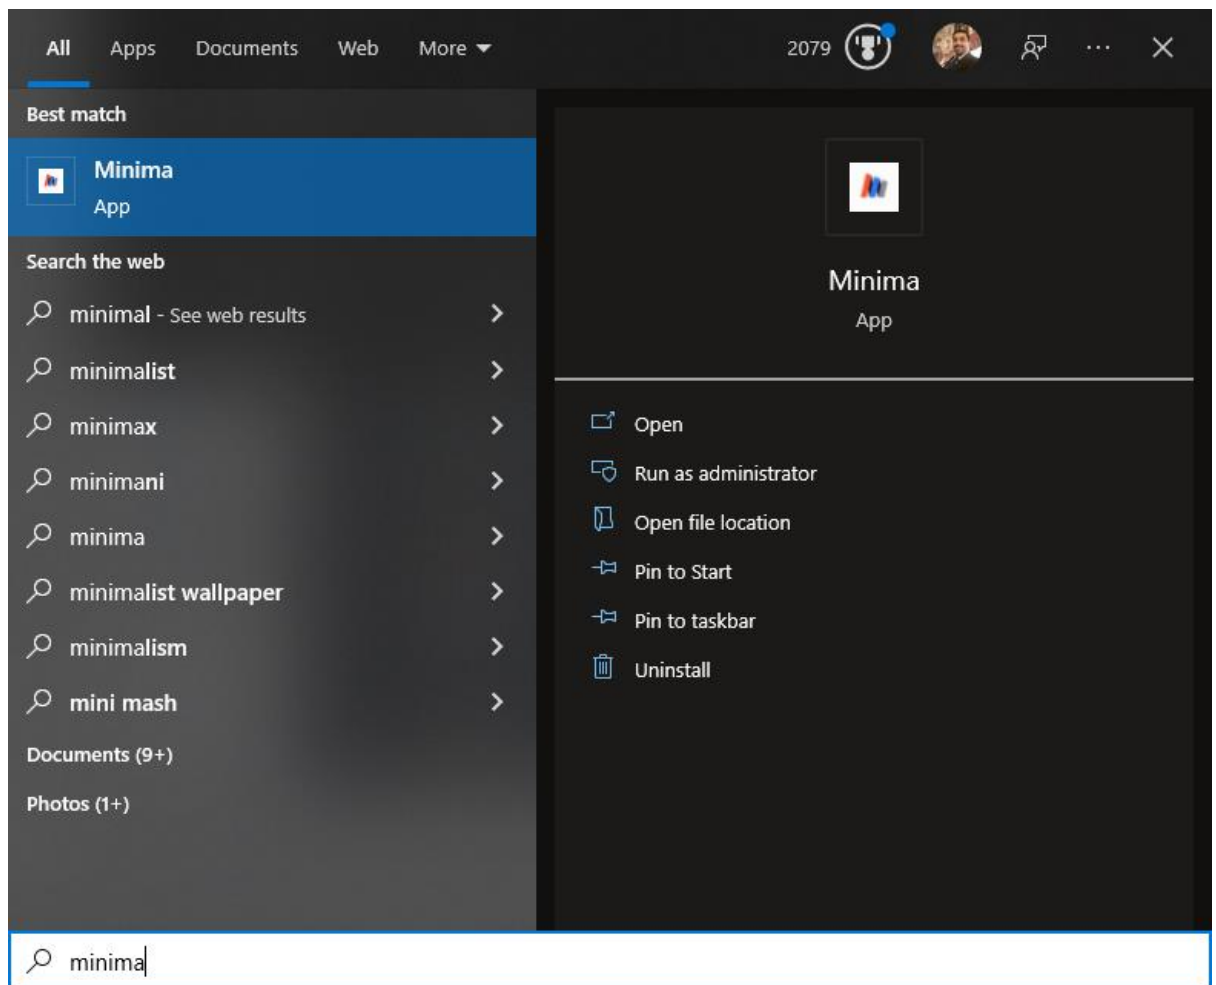 All Apps Documents Web More 2079
Best match
Minima
App
Search the web
minimal - See web results
minimalist
minimax
minimani
minima
minimalist wallpaper
minimalism
mini mash
Documents (9+)
Photos (1+)
Minima
App
Open
Run as administrator
Open file location
Pin to Start
Pin to taskbar
Uninstall
minima